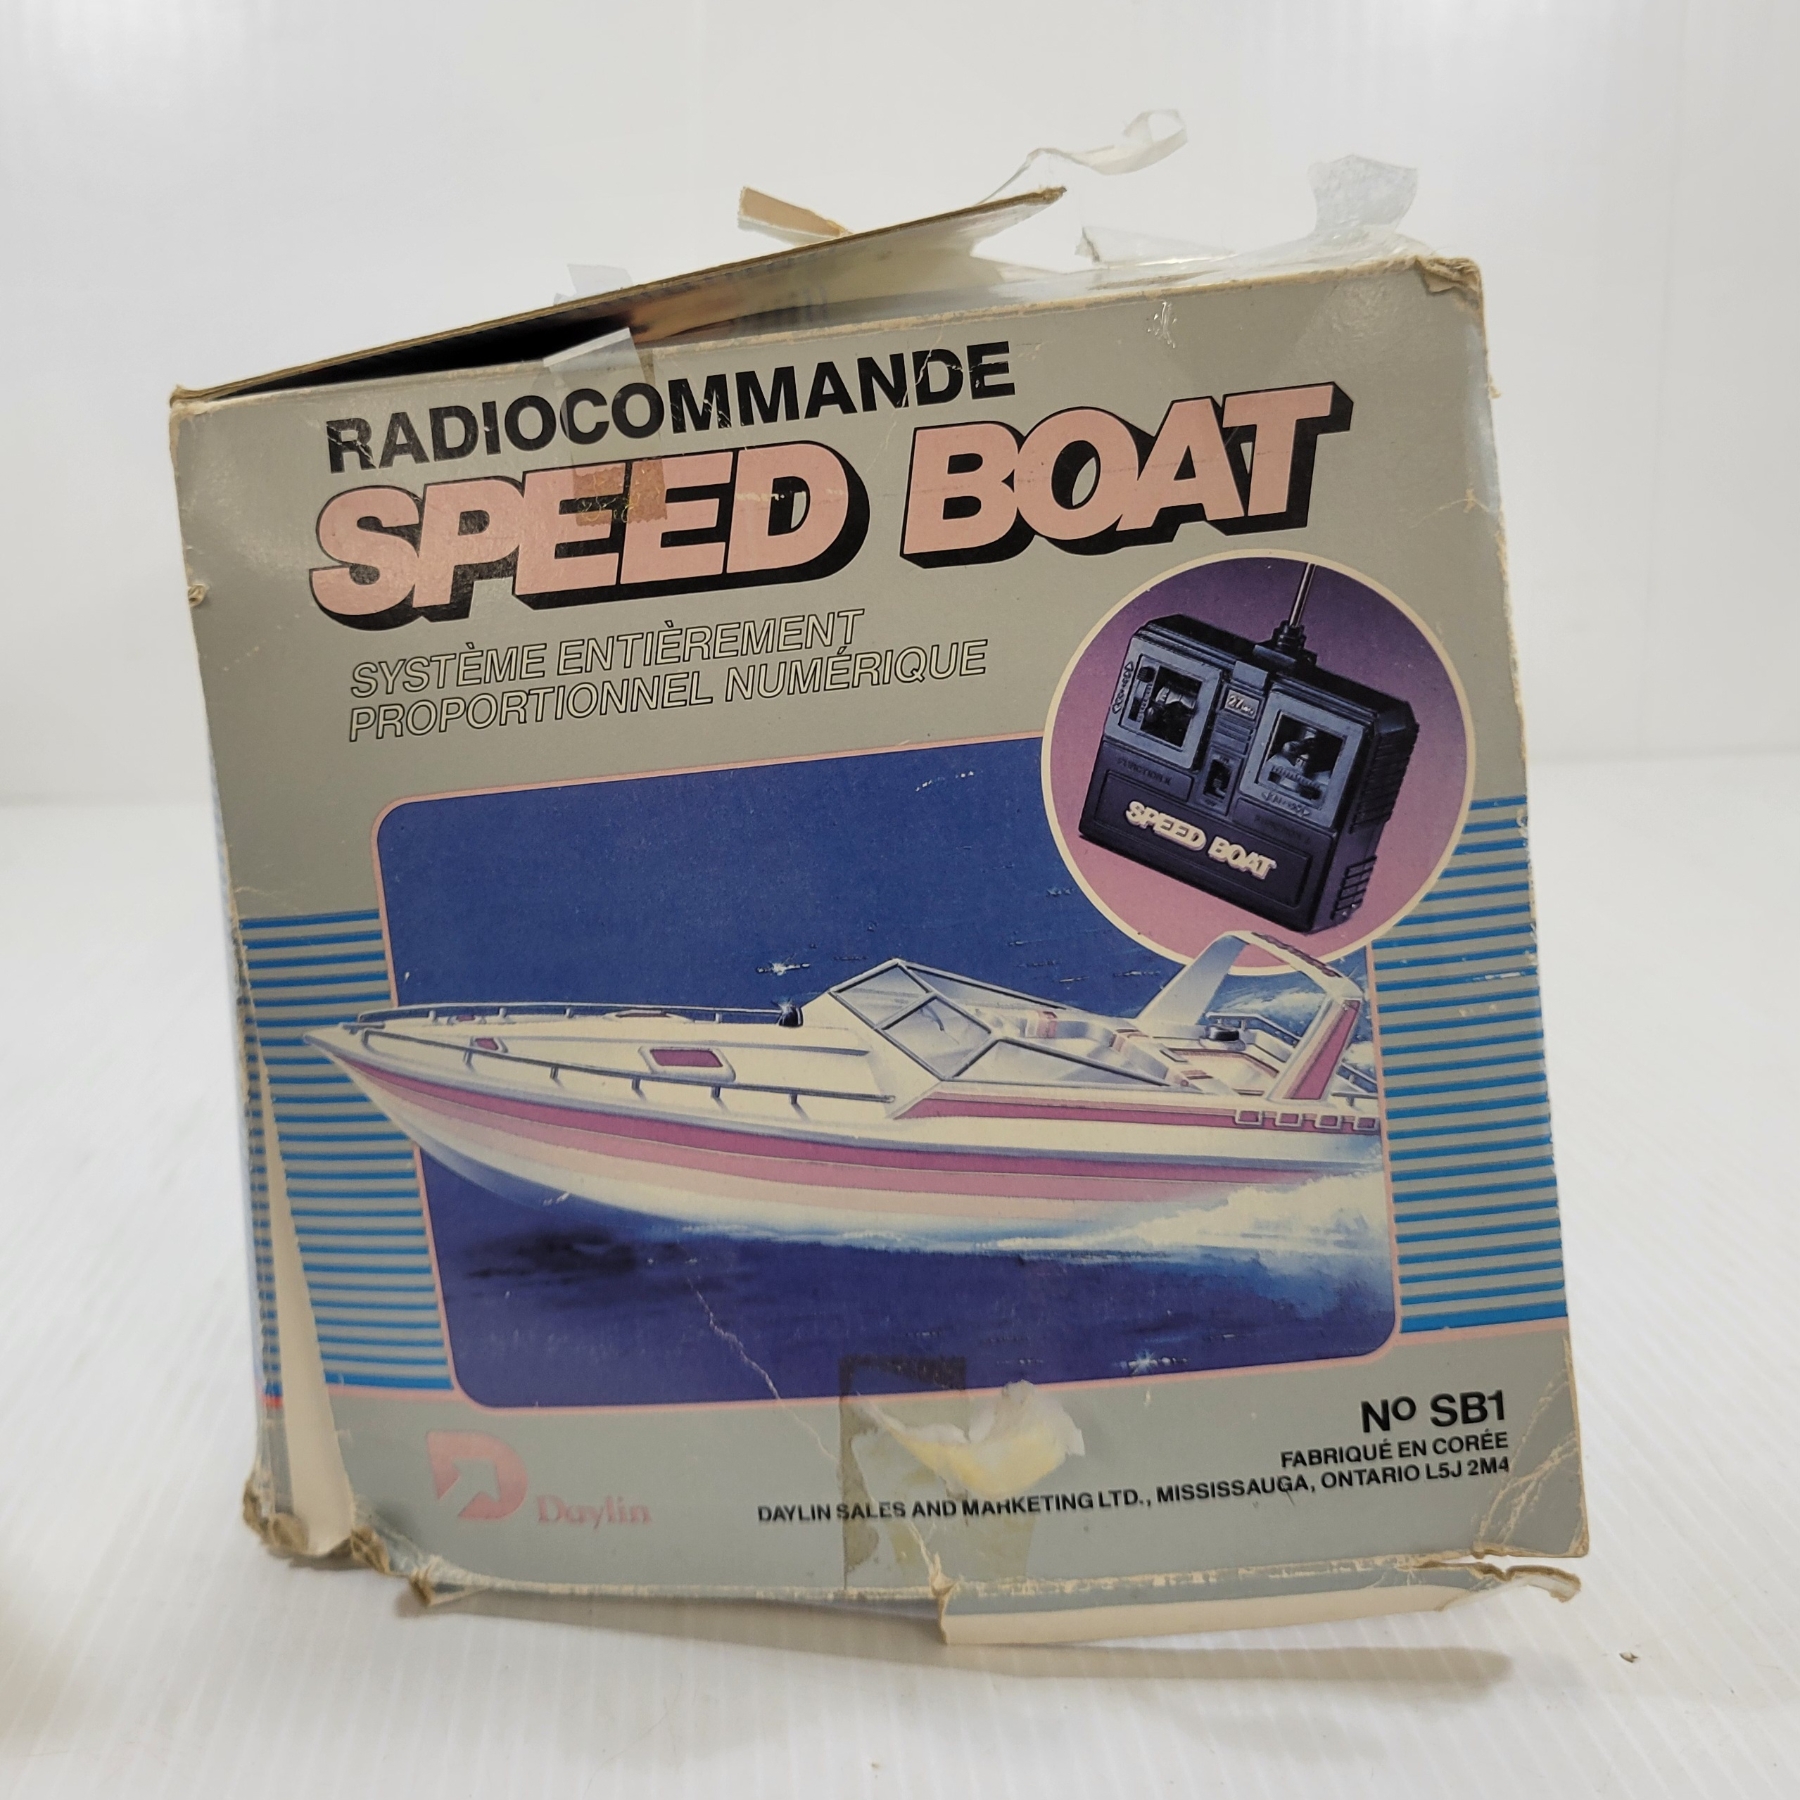 RADIOCOMMANDE
SPEED BOAT
SYSTÈME ENTIÈREMENT
PROPORTIONNEL NUMÉRIQUE
27
SPEED BOAT
Daylin
Nº SB1
FABRIQUÉ EN CORÉE
DAYLIN SALES AND MARKETING LTD., MISSISSAUGA, ONTARIO L5J 2M4